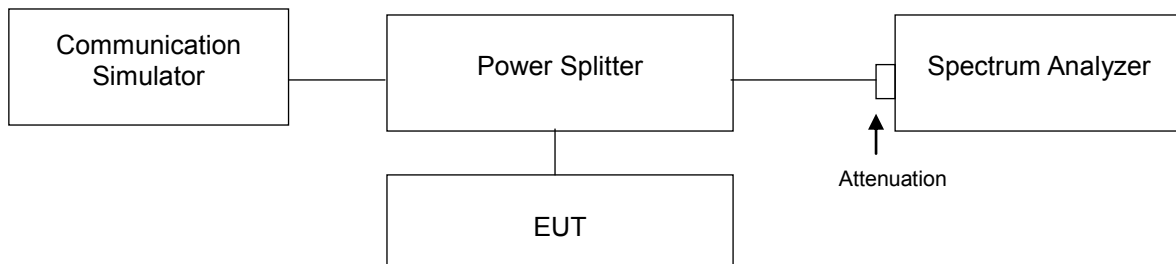 Communication
Simulator
Power Splitter
Spectrum Analyzer
Attenuation
EUT